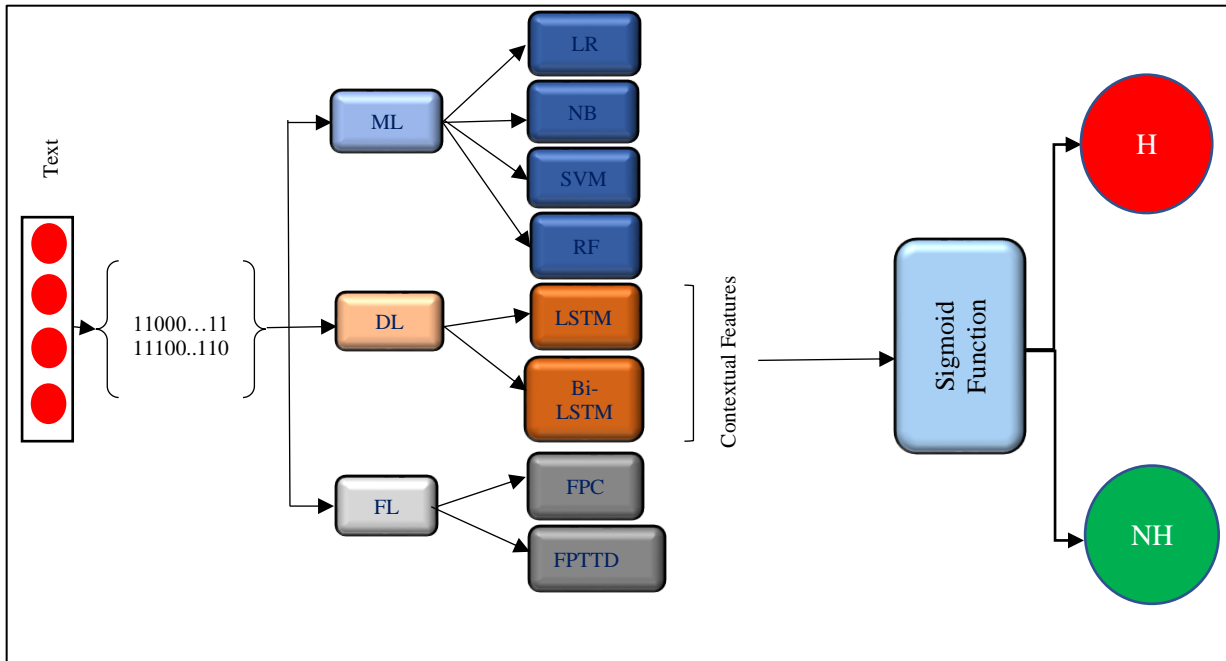 Text
11000…11
11100..110
ML
DL
FL
LR
NB
SVM
RF
LSTM
Bi-
LSTM
FPC
FPTTD
Contextual Features
Sigmoid
Function
H
NH